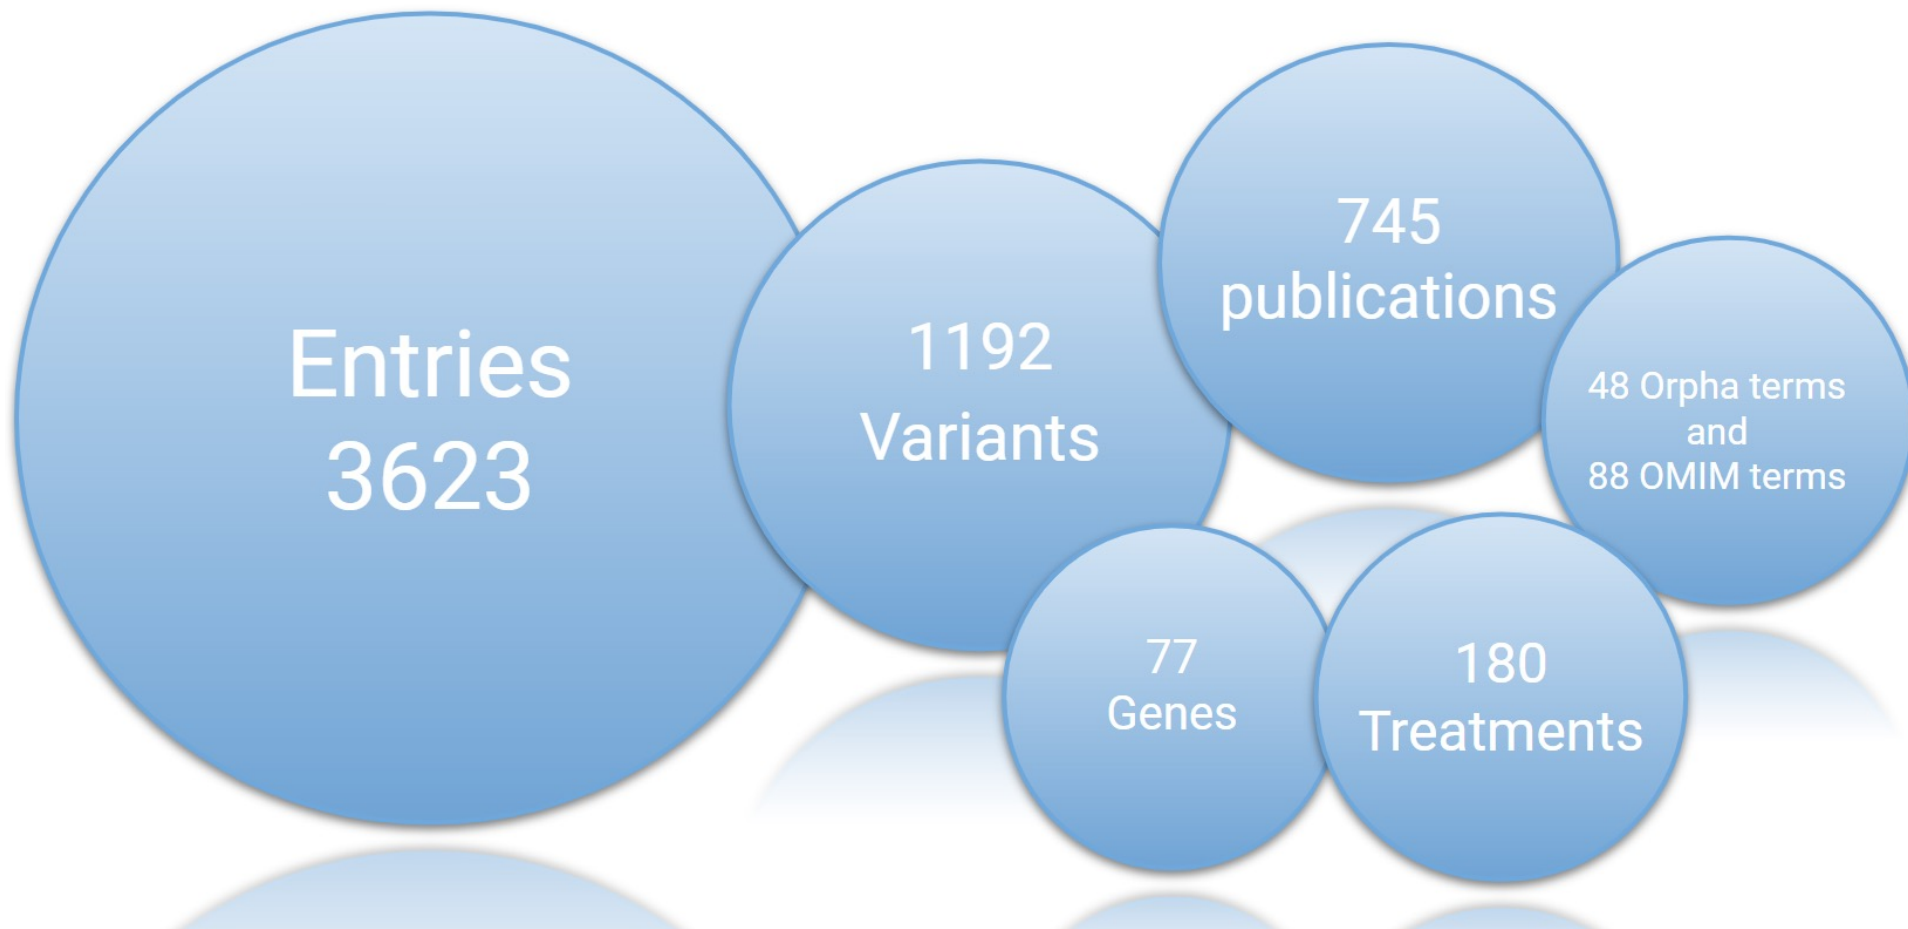 Entries
3623
1192
Variants
745
publications
48 Orpha terms
and
88 OMIM terms
77
Genes
180
Treatments